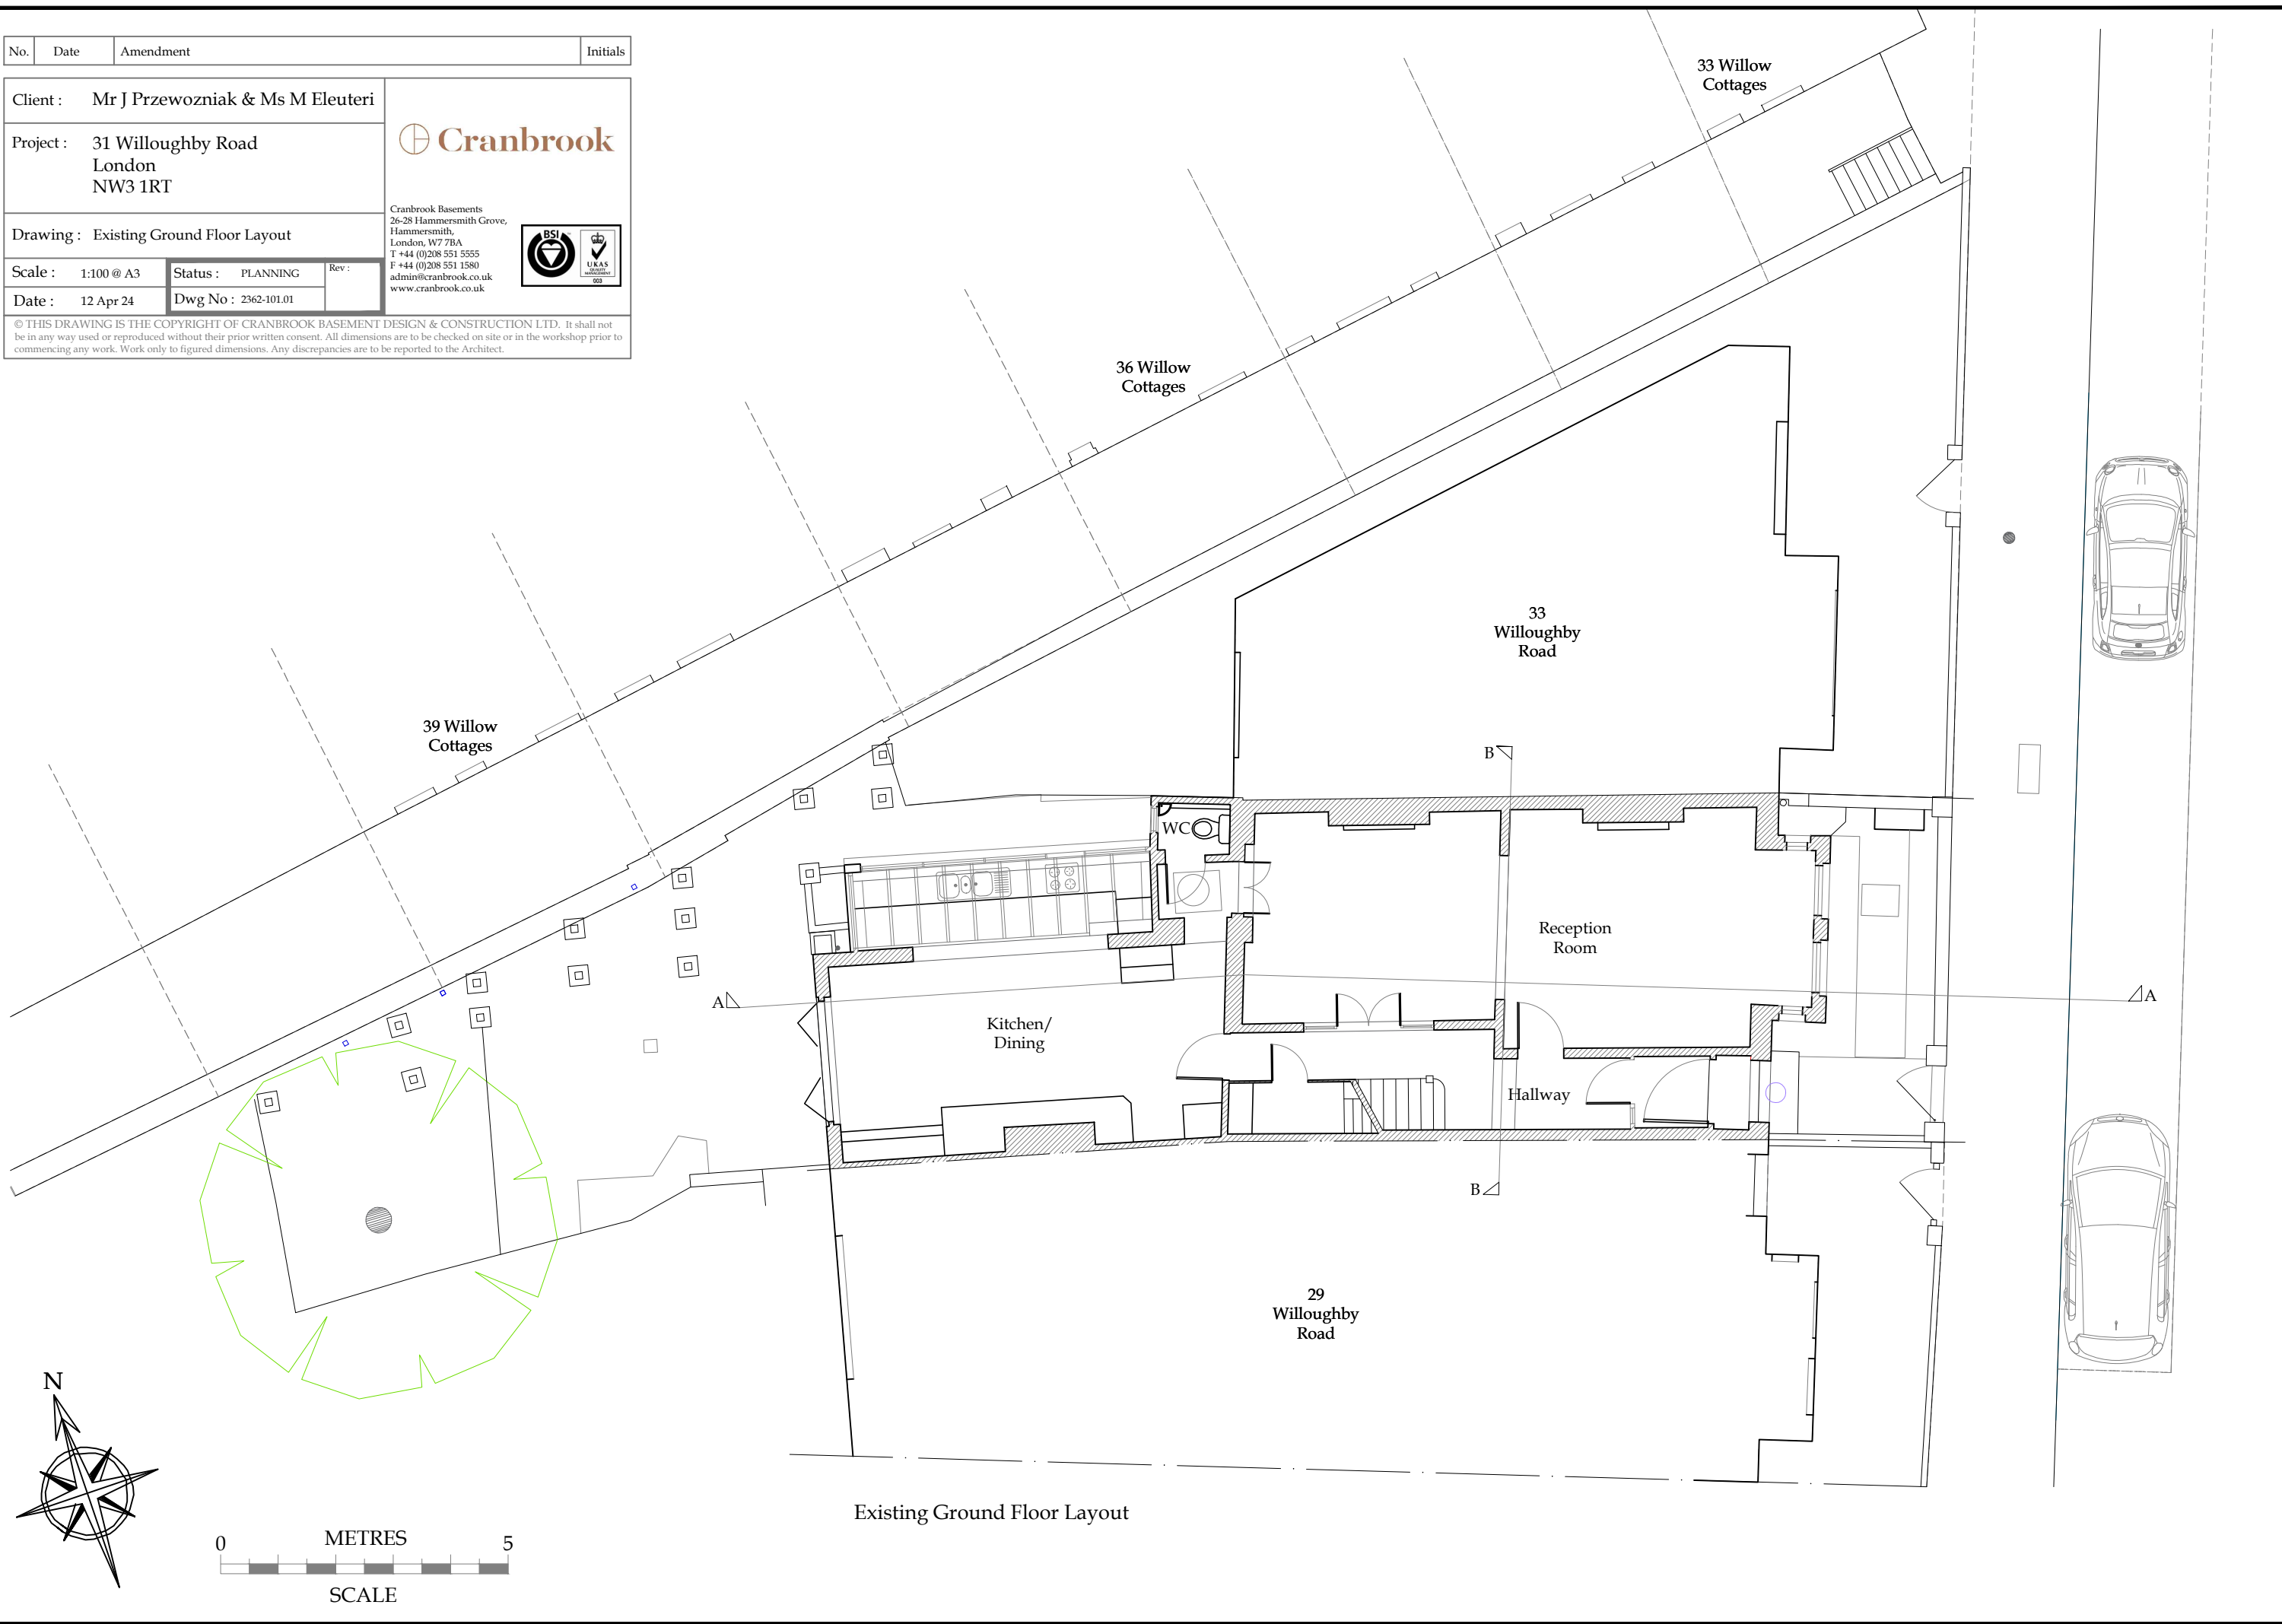 No. Date Amendment Initials
Client : Mr J Przewozniak & Ms M Eleuteri
Project : 31 Willoughby Road
London
NW3 1RT
Drawing : Existing Ground Floor Layout
Scale : 1:100 @ A3 Status : PLANNING Rev :
Date : 12 Apr 24 Dwg No : 2362-101.01
Cranbrook
Cranbrook Basements
26-28 Hammersmith Grove,
Hammersmith,
London, W7 7BA
T +44 (0)208 551 5555
F +44 (0)208 551 1580
admin@cranbrook.co.uk
www.cranbrook.co.uk
BSI
UKAS
QUALITY
MANAGEMENT
003
© THIS DRAWING IS THE COPYRIGHT OF CRANBROOK BASEMENT DESIGN & CONSTRUCTION LTD. It shall not
be in any way used or reproduced without their prior written consent. All dimensions are to be checked on site or in the workshop prior to
commencing any work. Work only to figured dimensions. Any discrepancies are to be reported to the Architect.
33 Willow
Cottages
36 Willow
Cottages
39 Willow
Cottages
33
Willoughby
Road
B
WC
Reception
Room
A
A
Kitchen/
Dining
Hallway
B
29
Willoughby
Road
N
Existing Ground Floor Layout
0 METRES 5
SCALE